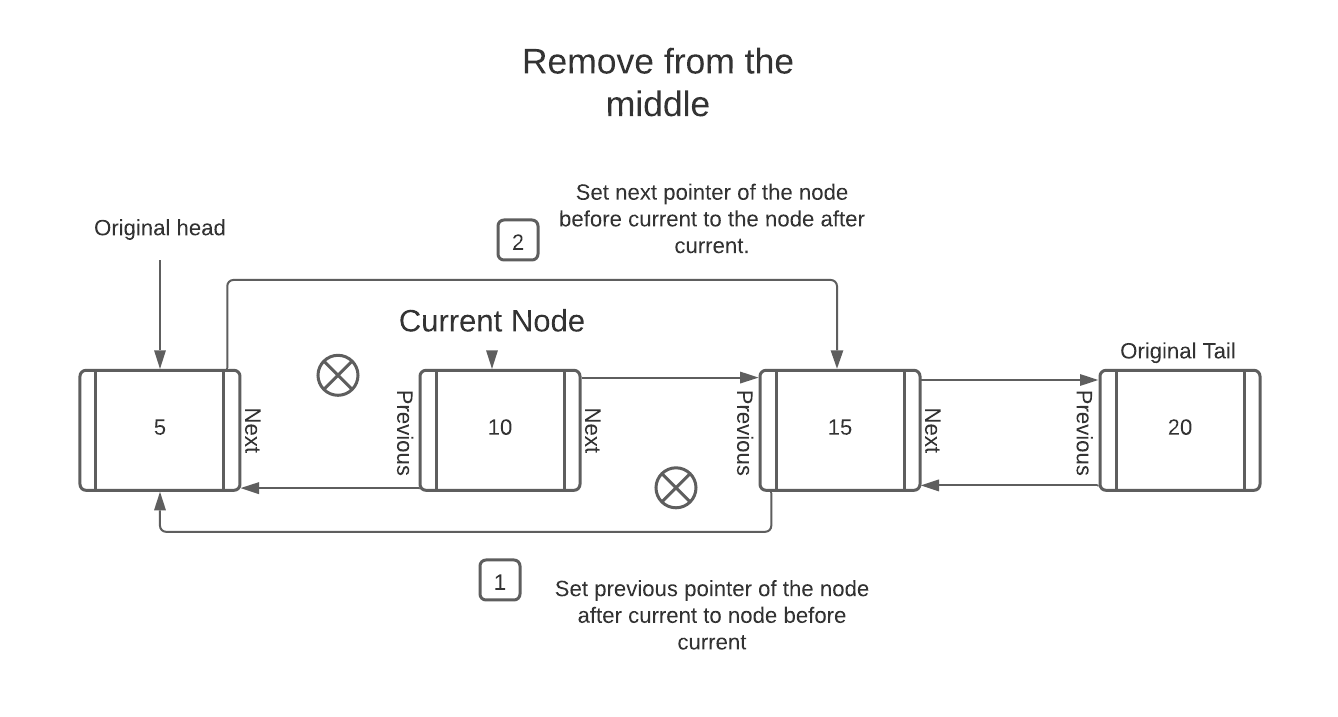 Remove from the
middle
Set next pointer of the node
before current to the node after
current.
2
Original head
Current Node
Original Tail
5
Next
Previous
10
Next
Previous
15
Next
Previous
20
1
Set previous pointer of the node
after current to node before
current